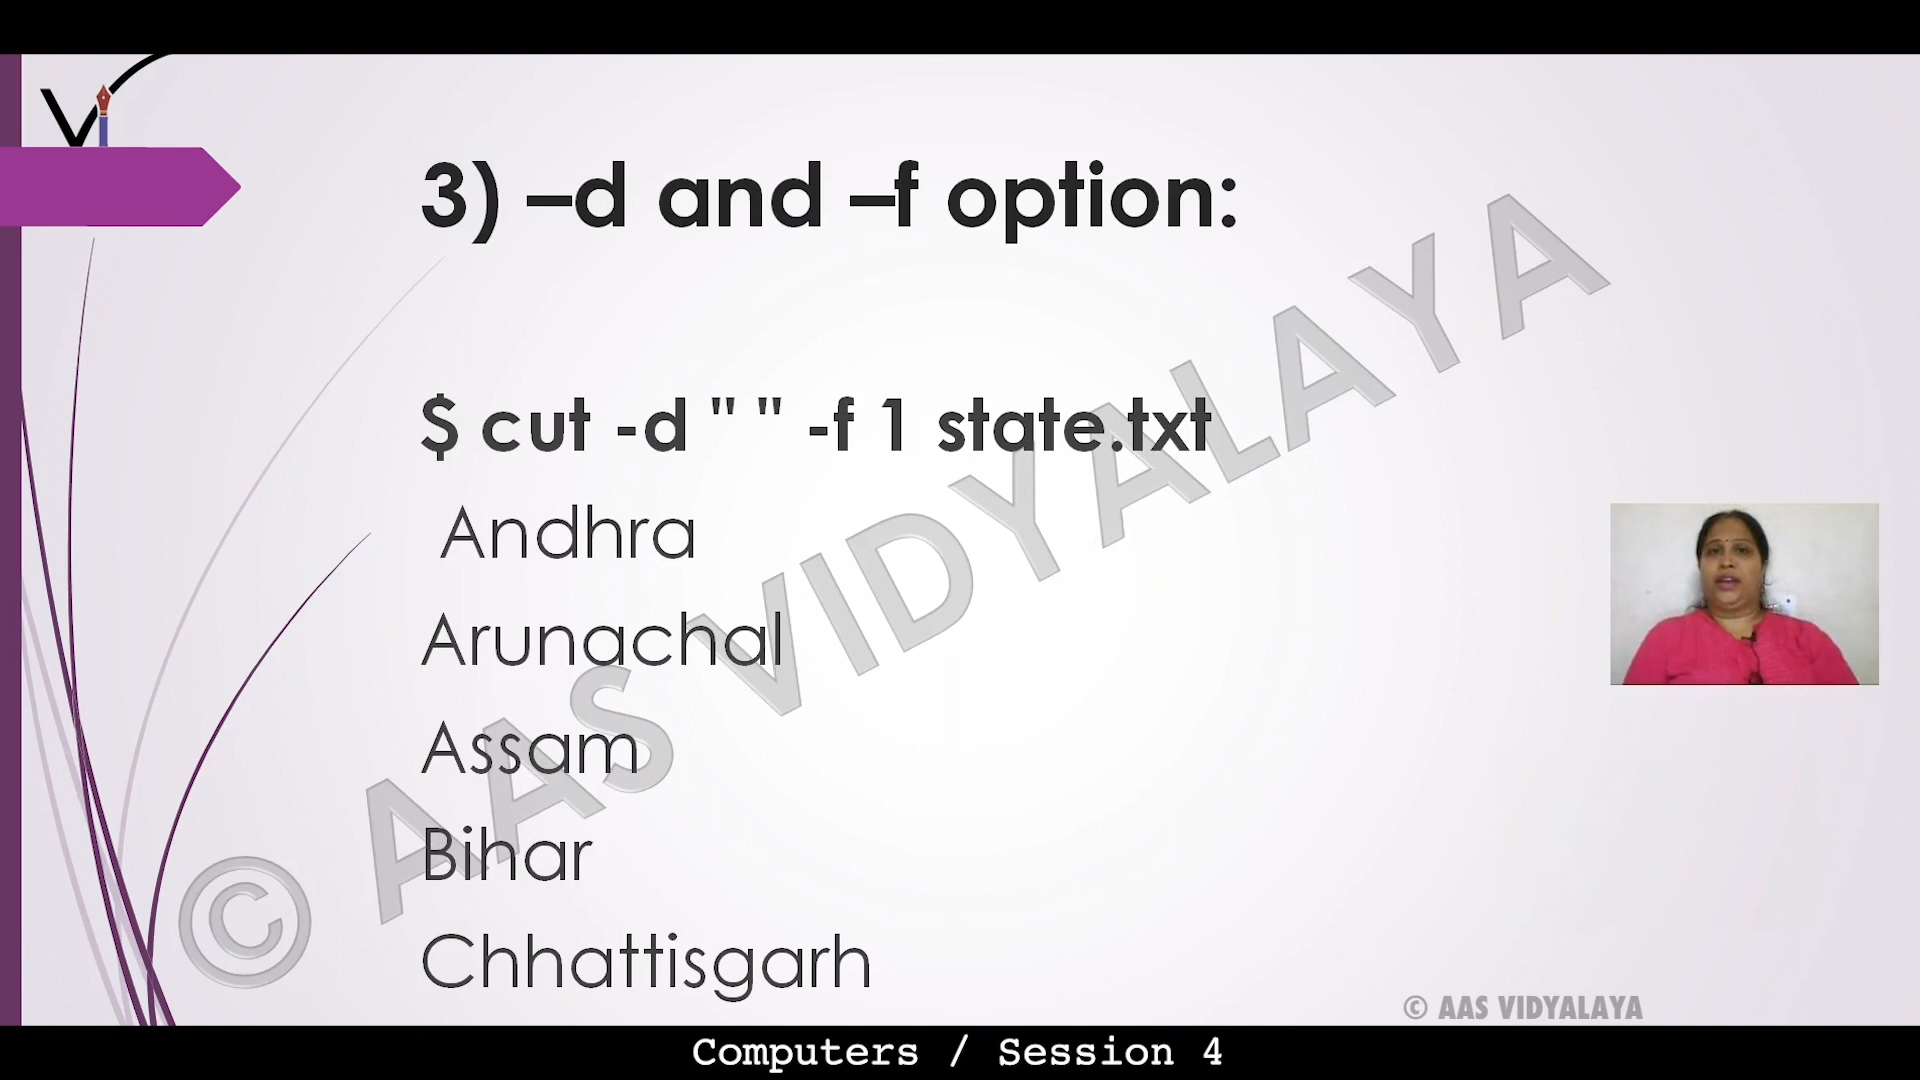 Vi
3) –d and –f option:
$ cut -d " " -f 1 state.txt
Andhra
Arunachal
Assam
Bihar
Chhattisgarh
© AAS VIDYALAYA
© AAS VIDYALAYA
Computers / Session 4